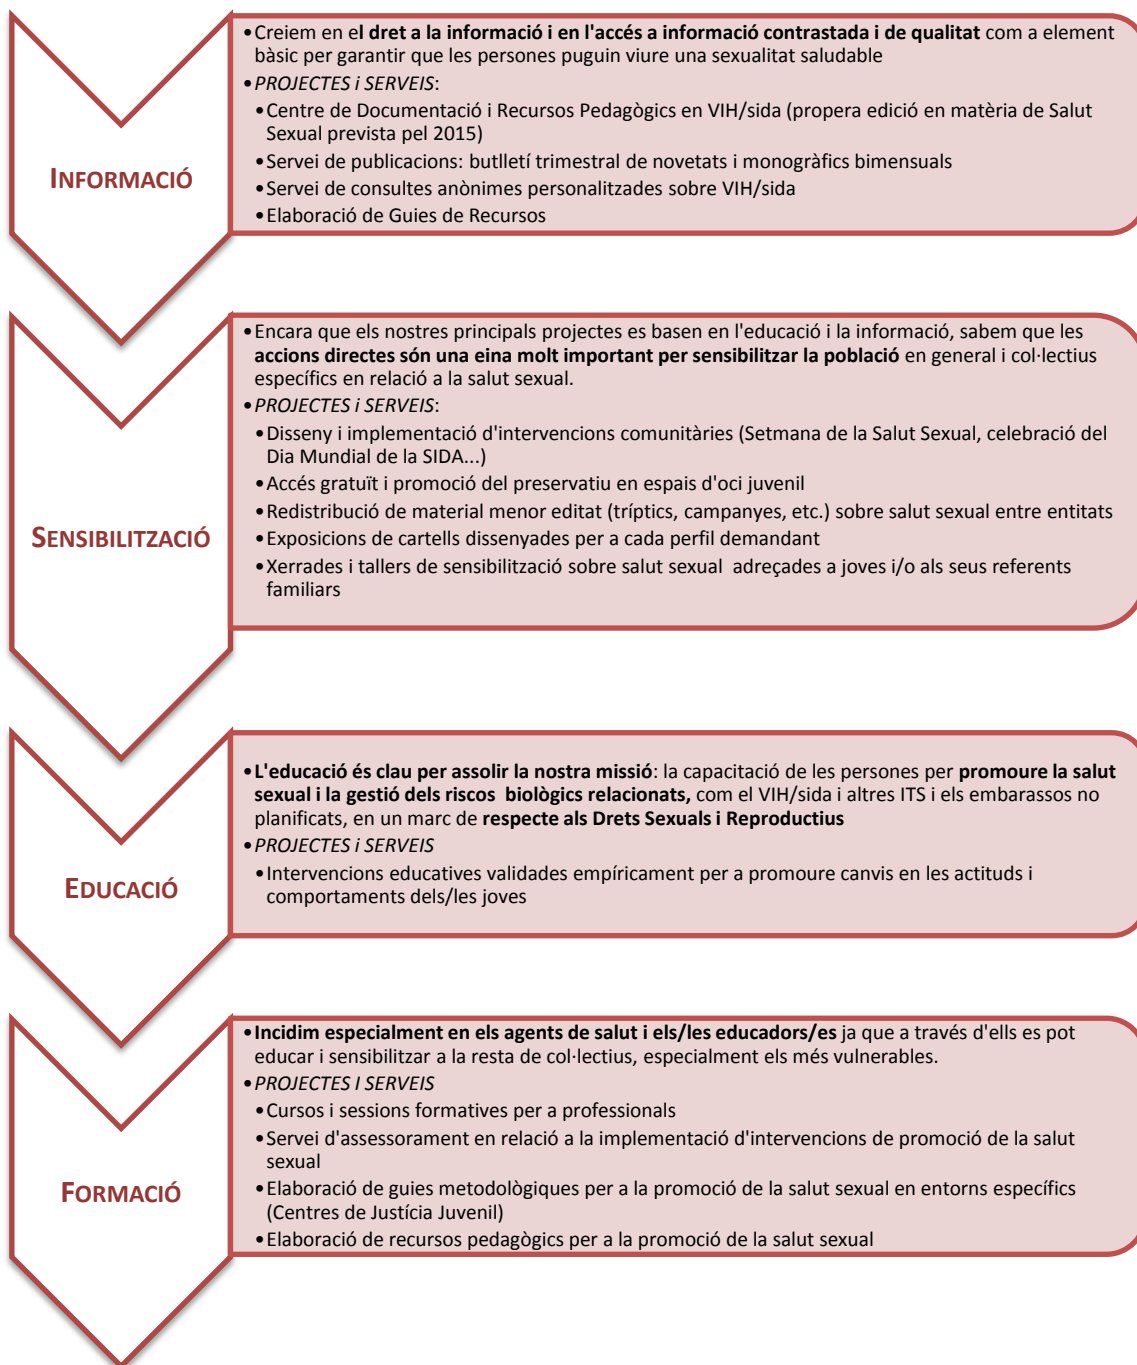 INFORMACIÓ
•Creiem en el dret a la informació i en l'accés a informació contrastada i de qualitat com a element
bàsic per garantir que les persones puguin viure una sexualitat saludable
•PROJECTES i SERVEIS:
•Centre de Documentació i Recursos Pedagògics en VIH/sida (propera edició en matèria de Salut
Sexual prevista pel 2015)
•Servei de publicacions: butlletí trimestral de novetats i monogràfics bimensuals
•Servei de consultes anònimes personalitzades sobre VIH/sida
•Elaboració de Guies de Recursos
SENSIBILITZACIÓ
•Encara que els nostres principals projectes es basen en l'educació i la informació, sabem que les
accions directes són una eina molt important per sensibilitzar la població en general i col·lectius
específics en relació a la salut sexual.
•PROJECTES i SERVEIS:
•Disseny i implementació d'intervencions comunitàries (Setmana de la Salut Sexual, celebració del
Dia Mundial de la SIDA...)
•Accés gratuït i promoció del preservatiu en espais d'oci juvenil
•Redistribució de material menor editat (tríptics, campanyes, etc.) sobre salut sexual entre entitats
•Exposicions de cartells dissenyades per a cada perfil demandant
•Xerrades i tallers de sensibilització sobre salut sexual adreçades a joves i/o als seus referents
familiars
EDUCACIÓ
•L'educació és clau per assolir la nostra missió: la capacitació de les persones per promoure la salut
sexual i la gestió dels riscos biològics relacionats, com el VIH/sida i altres ITS i els embarassos no
planificats, en un marc de respecte als Drets Sexuals i Reproductius
•PROJECTES i SERVEIS
•Intervencions educatives validades empíricament per a promoure canvis en les actituds i
comportaments dels/les joves
FORMACIÓ
•Incidim especialment en els agents de salut i els/les educadors/es ja que a través d'ells es pot
educar i sensibilitzar a la resta de col·lectius, especialment els més vulnerables.
•PROJECTES I SERVEIS
•Cursos i sessions formatives per a professionals
•Servei d'assessorament en relació a la implementació d'intervencions de promoció de la salut
sexual
•Elaboració de guies metodològiques per a la promoció de la salut sexual en entorns específics
(Centres de Justícia Juvenil)
•Elaboració de recursos pedagògics per a la promoció de la salut sexual